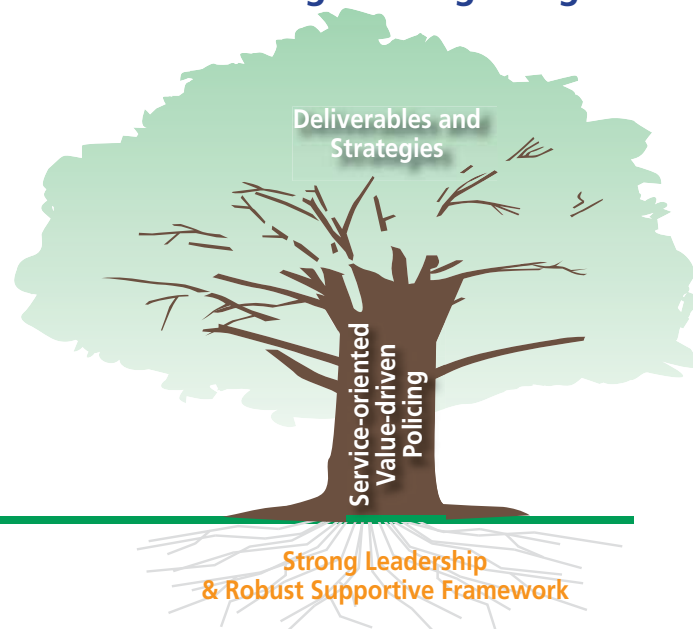 Deliverables and
Strategies
Service-oriented
Value-driven
Policing
Strong Leadership
& Robust Supportive Framework